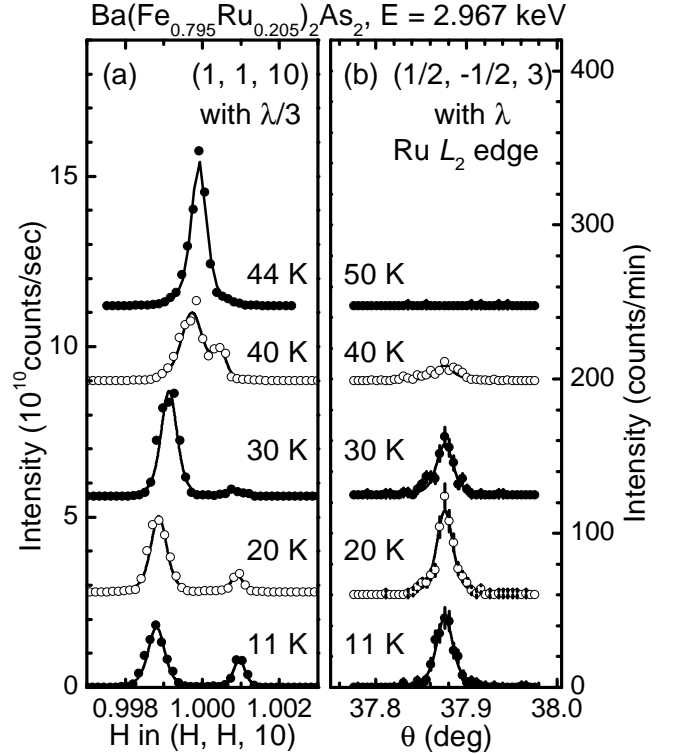 Ba(Fe0.795Ru0.205)2As2, E = 2.967 keV
(a) (1, 1, 10)
with λ/3
44 K
40 K
30 K
20 K
11 K
15
10
5
0
Intensity (10^10 counts/sec)
0.998 1.000 1.002
H in (H, H, 10)
(b) (1/2, -1/2, 3)
with λ
Ru L2 edge
50 K
40 K
30 K
20 K
11 K
400
300
200
100
0
Intensity (counts/min)
37.8 37.9 38.0
θ (deg)